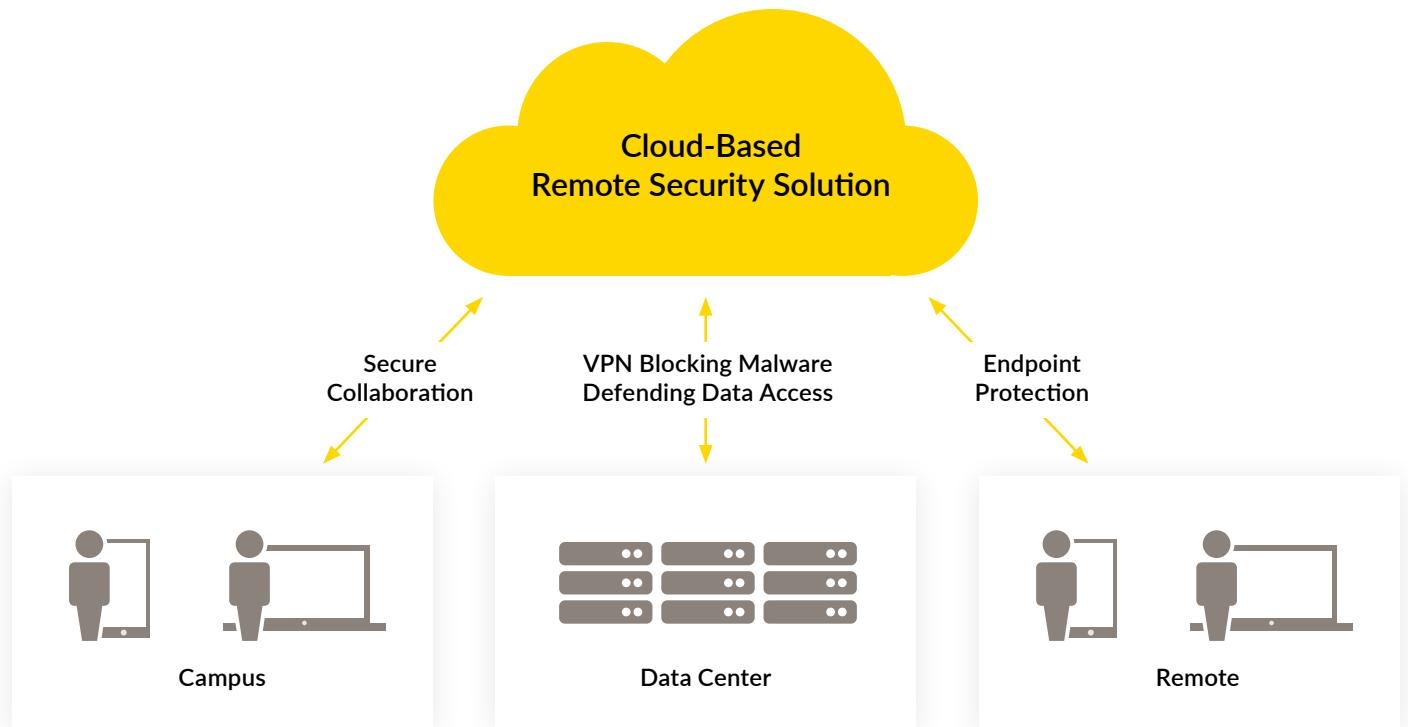 Cloud-Based
Remote Security Solution
Secure
Collaboration
VPN Blocking Malware
Defending Data Access
Endpoint
Protection
Campus
Data Center
Remote